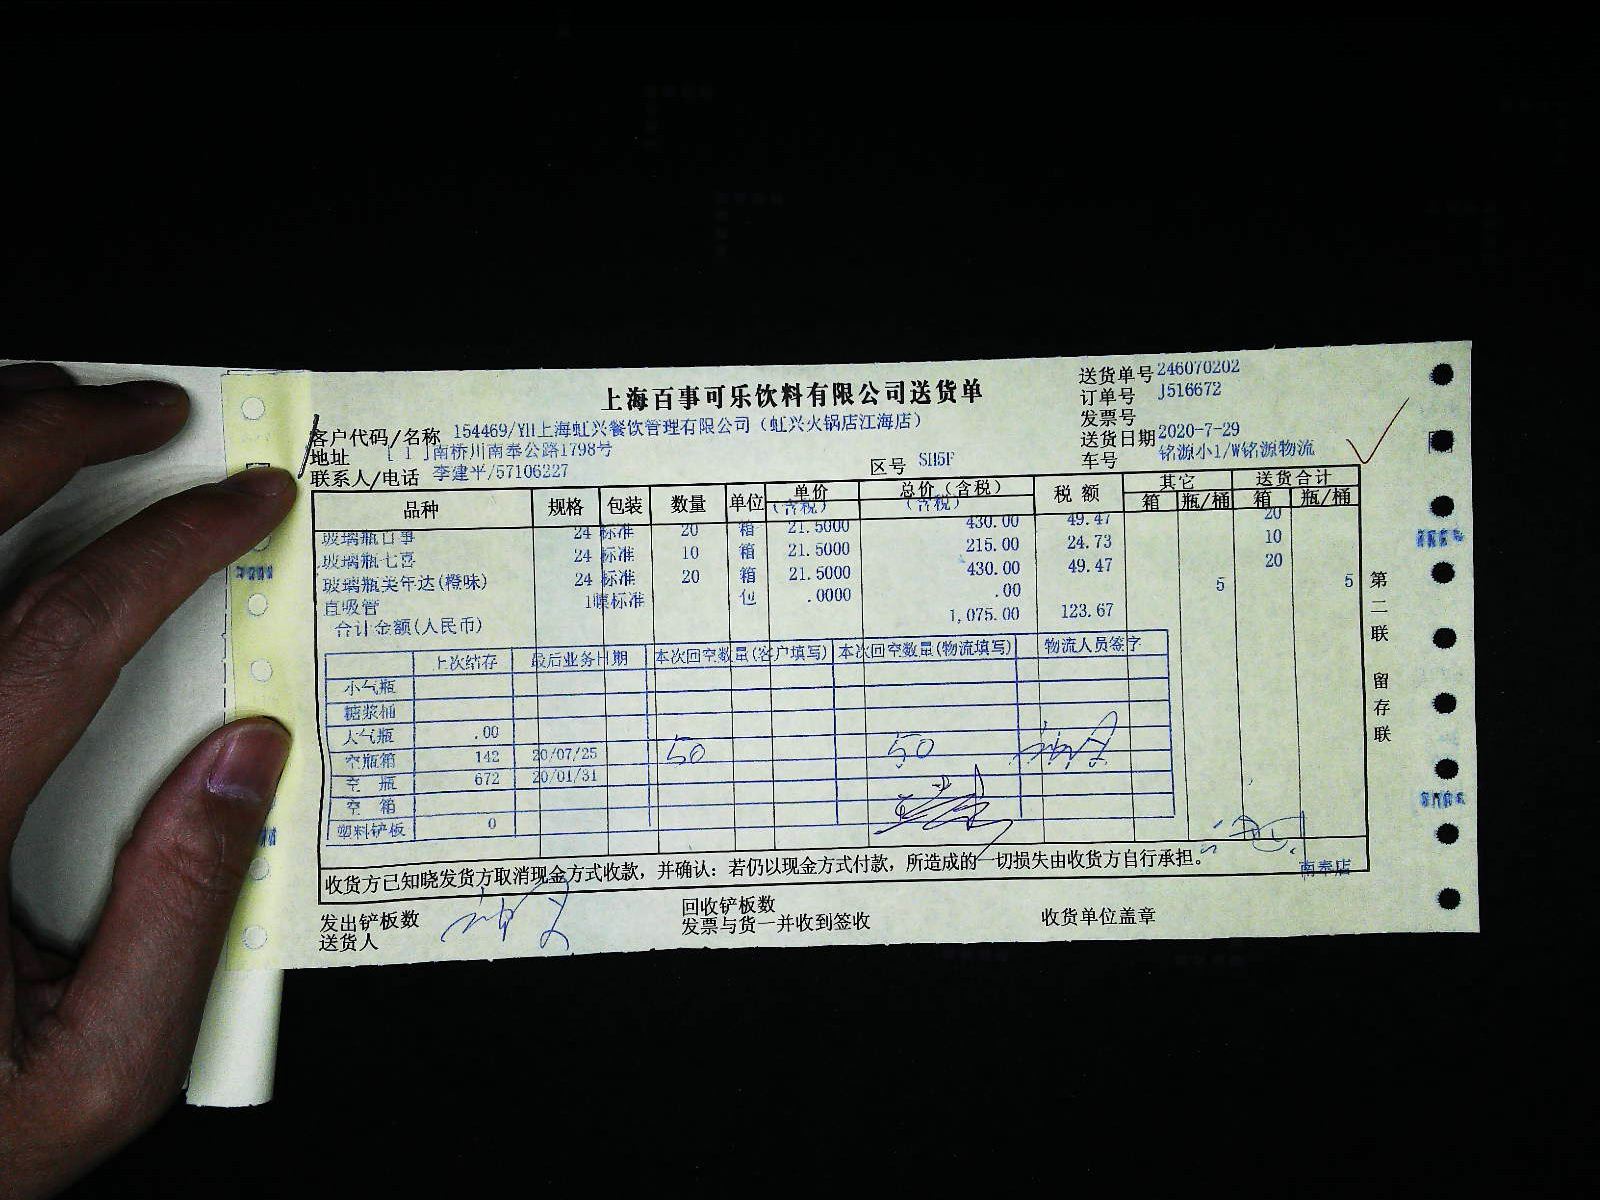 上海百事可乐饮料有限公司送货单
送货单号 246070202
订单号 J516672
发票号
送货日期 2020-7-29
车号 铭源小1/W铭源物流
客户代码/名称 154469/YH上海虹兴餐饮管理有限公司（虹兴火锅店江海店）
地址 [ 1 ]南桥川南奉公路1798号
联系人/电话 李建平/57106227
区号 SH5F
品种 规格 包装 数量 单位 单价（含税） 总价（含税）（含税） 税额 其它 箱 瓶/桶 送货合计 箱 瓶/桶
玻璃瓶百事 24 标准 20 箱 21.5000 430.00 49.47 20
玻璃瓶七喜 24 标准 10 箱 21.5000 215.00 24.73 10
玻璃瓶美年达(橙味) 24 标准 20 箱 21.5000 430.00 49.47 20
直吸管 标准 包 .0000 .00 5 5
合计金额(人民币) 1,075.00 123.67
上次结存 最后业务日期 本次回空数量(客户填写) 本次回空数量(物流填写) 物流人员签字
小气瓶
糖浆桶
大气瓶 .00
空瓶箱 142 20/07/25 50 50
空 瓶 672 20/01/31
空 箱
塑料铲板 0
收货方已知晓发货方取消现金方式收款，并确认：若仍以现金方式付款，所造成的一切损失由收货方自行承担。
南奉店
发出铲板数 回收铲板数
送货人 发票与货一并收到签收 收货单位盖章
第二联 留存联